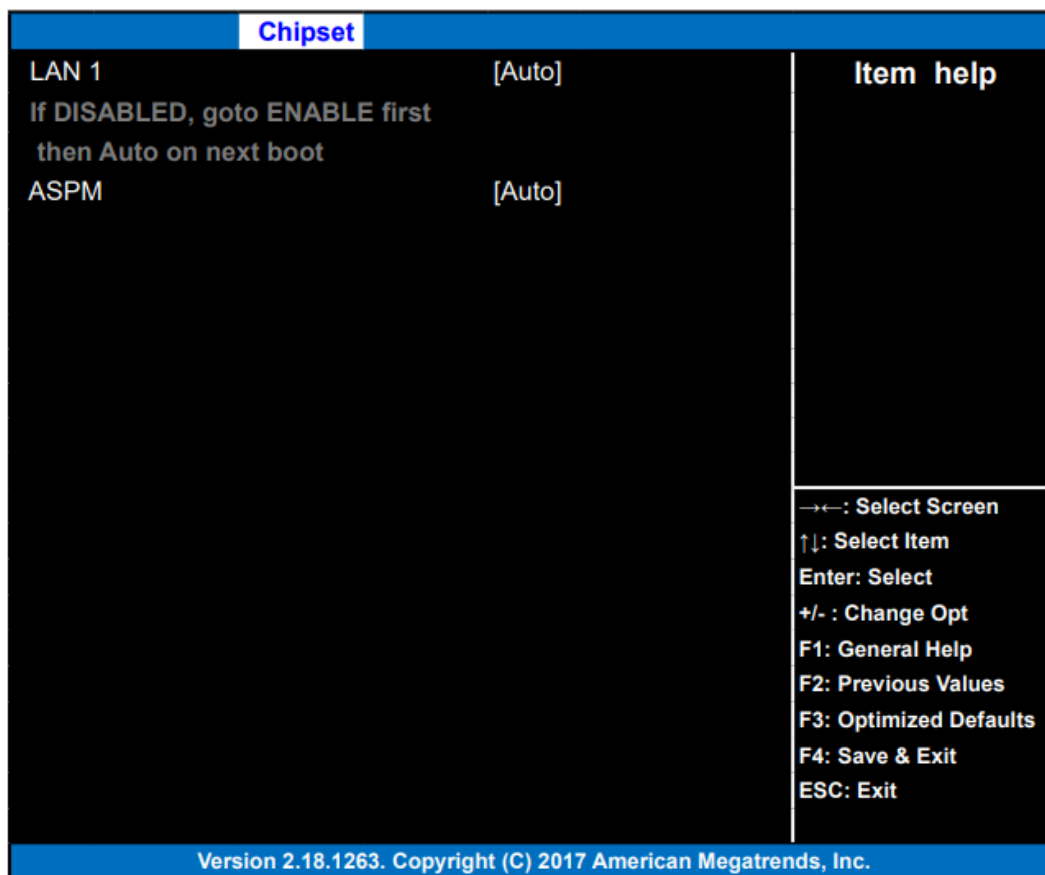 Chipset
LAN 1 [Auto]
If DISABLED, goto ENABLE first
then Auto on next boot
ASPM [Auto]
Item help
→←: Select Screen
↑↓: Select Item
Enter: Select
+/- : Change Opt
F1: General Help
F2: Previous Values
F3: Optimized Defaults
F4: Save & Exit
ESC: Exit
Version 2.18.1263. Copyright (C) 2017 American Megatrends, Inc.